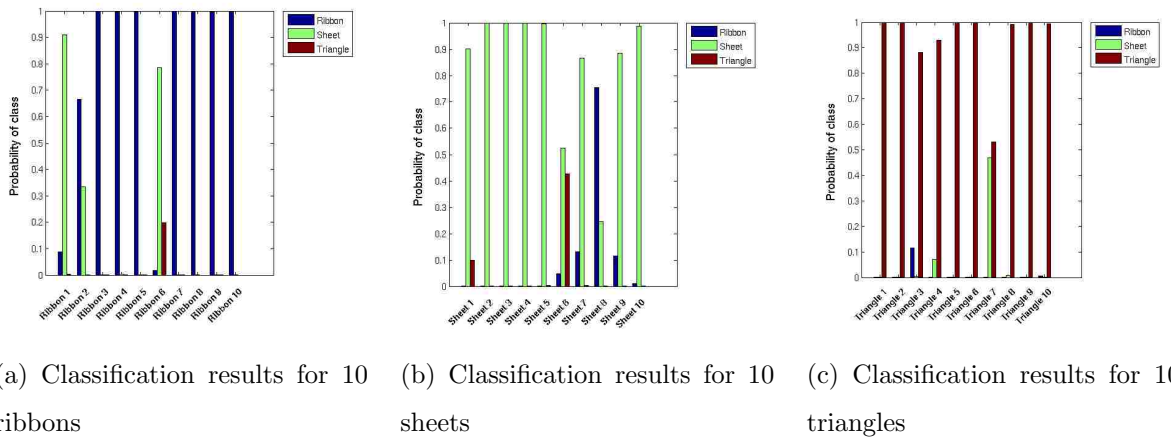 1
0.9
0.8
0.7
0.6
0.5
0.4
0.3
0.2
0.1
0
Probability of class
Ribbon 1 Ribbon 2 Ribbon 3 Ribbon 4 Ribbon 5 Ribbon 6 Ribbon 7 Ribbon 8 Ribbon 9 Ribbon 10
Ribbon
Sheet
Triangle
1
0.9
0.8
0.7
0.6
0.5
0.4
0.3
0.2
0.1
0
Probability of class
Sheet 1 Sheet 2 Sheet 3 Sheet 4 Sheet 5 Sheet 6 Sheet 7 Sheet 8 Sheet 9 Sheet 10
Ribbon
Sheet
Triangle
1
0.9
0.8
0.7
0.6
0.5
0.4
0.3
0.2
0.1
0
Probability of class
Triangle 1 Triangle 2 Triangle 3 Triangle 4 Triangle 5 Triangle 6 Triangle 7 Triangle 8 Triangle 9 Triangle 10
Ribbon
Sheet
Triangle
(a) Classification results for 10
ribbons
(b) Classification results for 10
sheets
(c) Classification results for 10
triangles